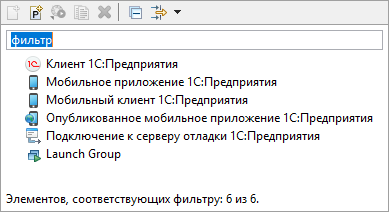 фильтр
Клиент 1С:Предприятия
Мобильное приложение 1С:Предприятия
Мобильный клиент 1С:Предприятия
Опубликованное мобильное приложение 1С:Предприятия
Подключение к серверу отладки 1С:Предприятия
Launch Group
Элементов, соответствующих фильтру: 6 из 6.